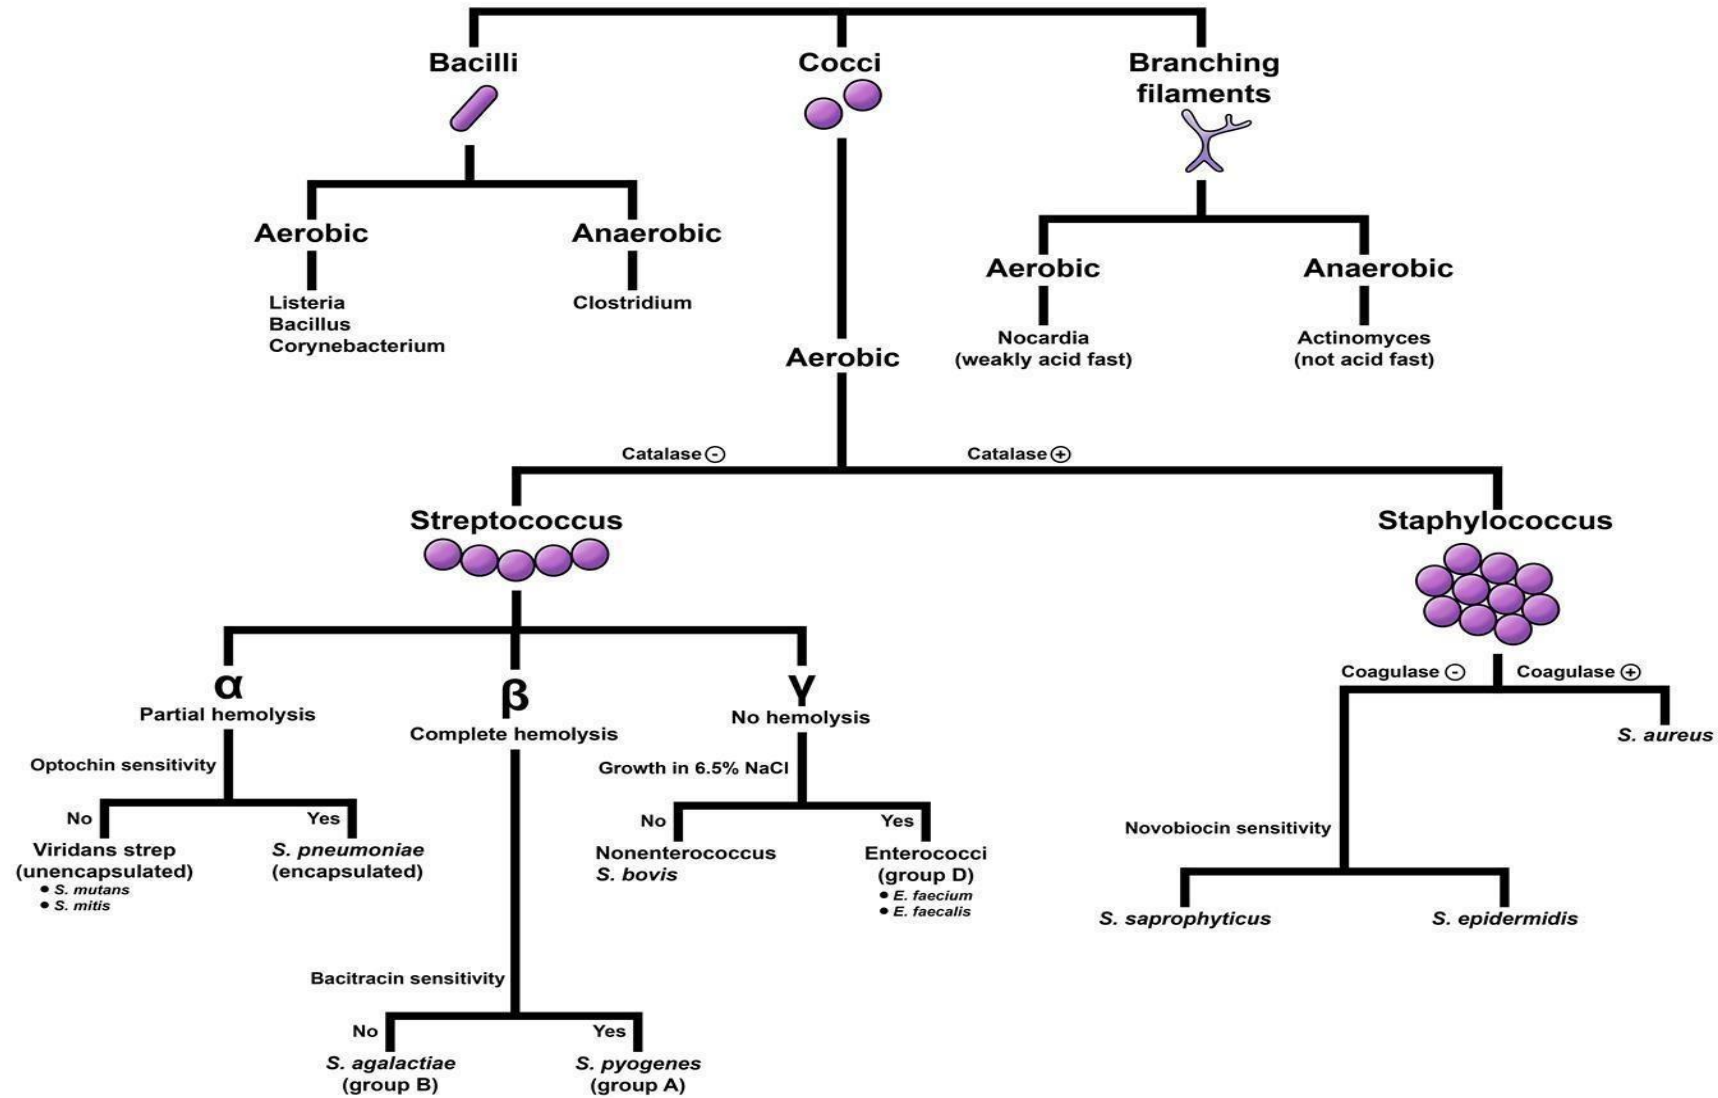 Bacilli
Cocci
Branching
filaments
Aerobic
Anaerobic
Listeria
Bacillus
Corynebacterium
Clostridium
Aerobic
Aerobic
Anaerobic
Nocardia
(weakly acid fast)
Actinomyces
(not acid fast)
Catalase -
Catalase +
Streptococcus
Staphylococcus
α
Partial hemolysis
β
Complete hemolysis
γ
No hemolysis
Coagulase -
Coagulase +
S. aureus
Optochin sensitivity
No
Yes
Viridans strep
(unencapsulated)
• S. mutans
• S. mitis
S. pneumoniae
(encapsulated)
Growth in 6.5% NaCl
No
Yes
Nonenterococcus
S. bovis
Enterococci
(group D)
• E. faecium
• E. faecalis
Novobiocin sensitivity
S. saprophyticus
S. epidermidis
Bacitracin sensitivity
No
Yes
S. agalactiae
(group B)
S. pyogenes
(group A)